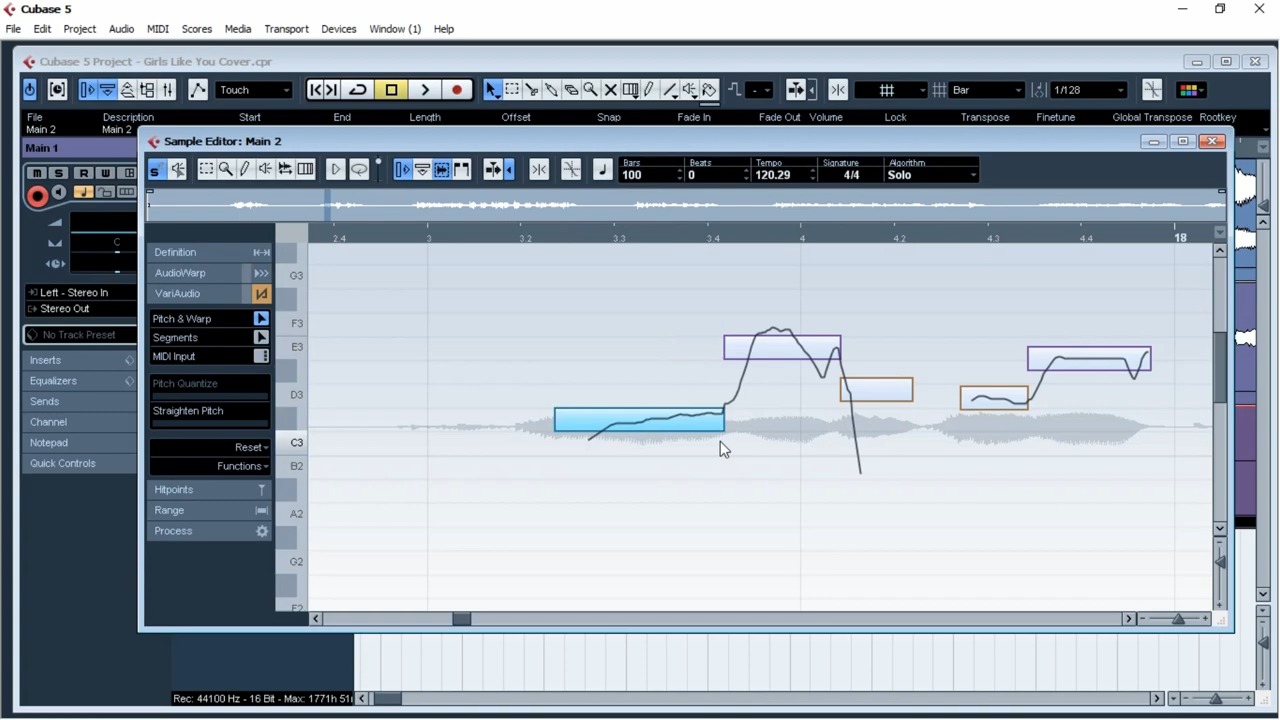 Cubase 5
File Edit Project Audio MIDI Scores Media Transport Devices Window (1) Help
Cubase 5 Project - Girls Like You Cover.cpr
Touch
- Bar 1/128
File Description Start End Length Offset Snap Fade In Fade Out Volume Lock Transpose Finetune Global Transpose Rootkey
Main 2 Main 2
Main 1
Sample Editor: Main 2
M S R W
Bars Beats Tempo Signature Algorithm
100 0 120.29 4/4 Solo
2.4 3 3.2 3.3 3.4 4 4.2 4.3 4.4 18
Definition
AudioWarp
VariAudio
Pitch & Warp
Segments
MIDI Input
Pitch Quantize
Straighten Pitch
Reset
Functions
Hitpoints
Range
Process
G3
F3
E3
D3
C3
B2
A2
G2
F2
C
Left - Stereo In
Stereo Out
No Track Preset
Inserts
Equalizers
Sends
Channel
Notepad
Quick Controls
Rec: 44100 Hz - 16 Bit - Max: 1771h 51